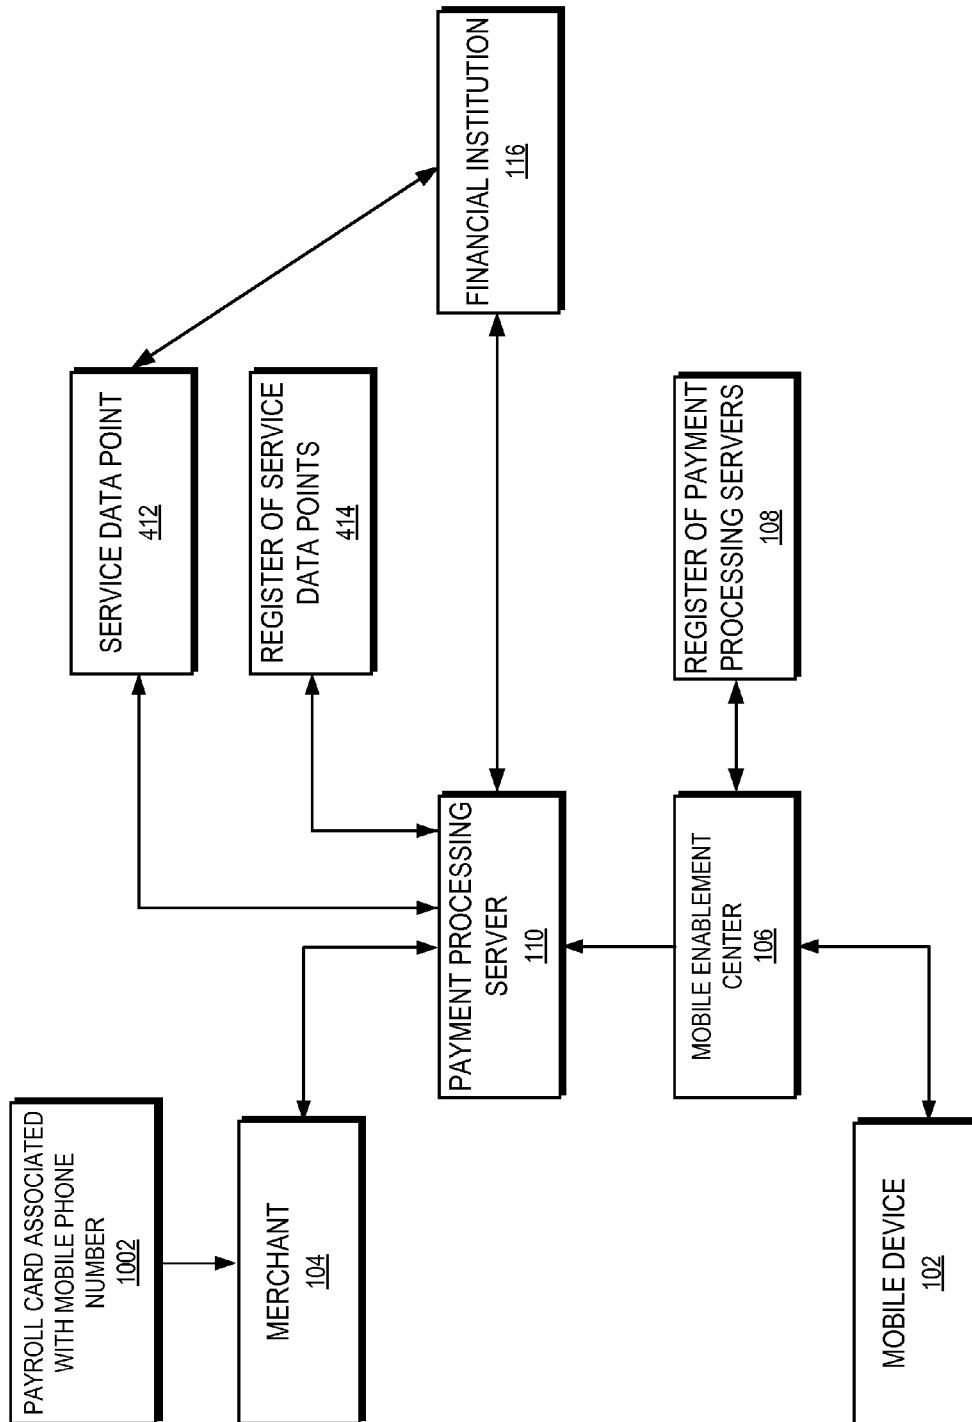 PAYROLL CARD ASSOCIATED
WITH MOBILE PHONE
NUMBER
1002
MERCHANT
104
MOBILE DEVICE
102
PAYMENT PROCESSING
SERVER
110
MOBILE ENABLEMENT
CENTER
106
SERVICE DATA POINT
412
REGISTER OF SERVICE
DATA POINTS
414
REGISTER OF PAYMENT
PROCESSING SERVERS
108
FINANCIAL INSTITUTION
116